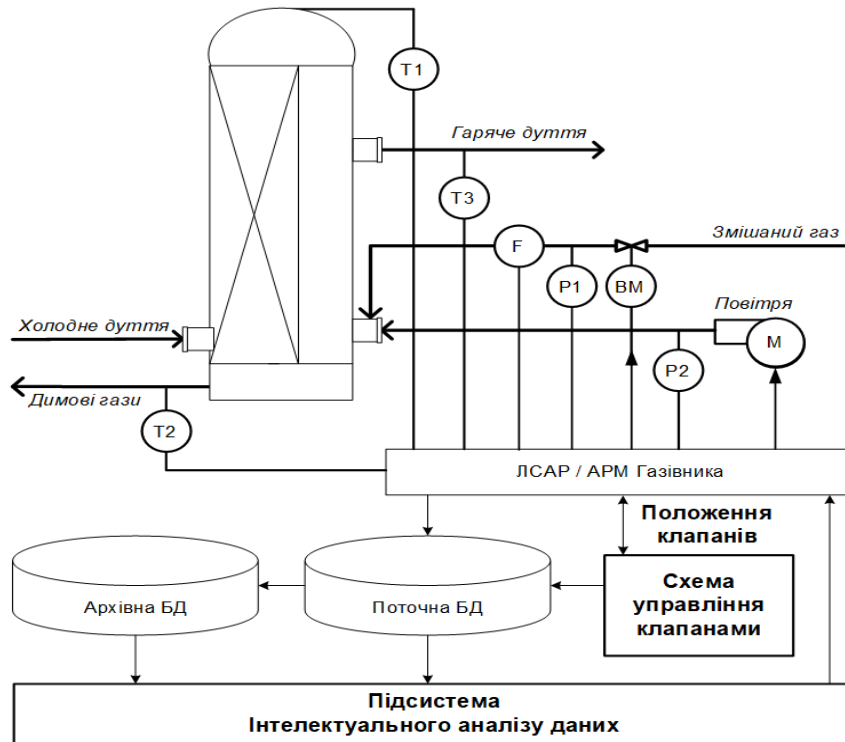 T1
Гаряче дуття
T3
Змішаний газ
F
P1
ВМ
Повітря
Холодне дуття
M
P2
Димові гази
T2
ЛСАР / АРМ Газівника
Положення
клапанів
Архівна БД
Поточна БД
Схема
управління
клапанами
Підсистема
Інтелектуального аналізу даних